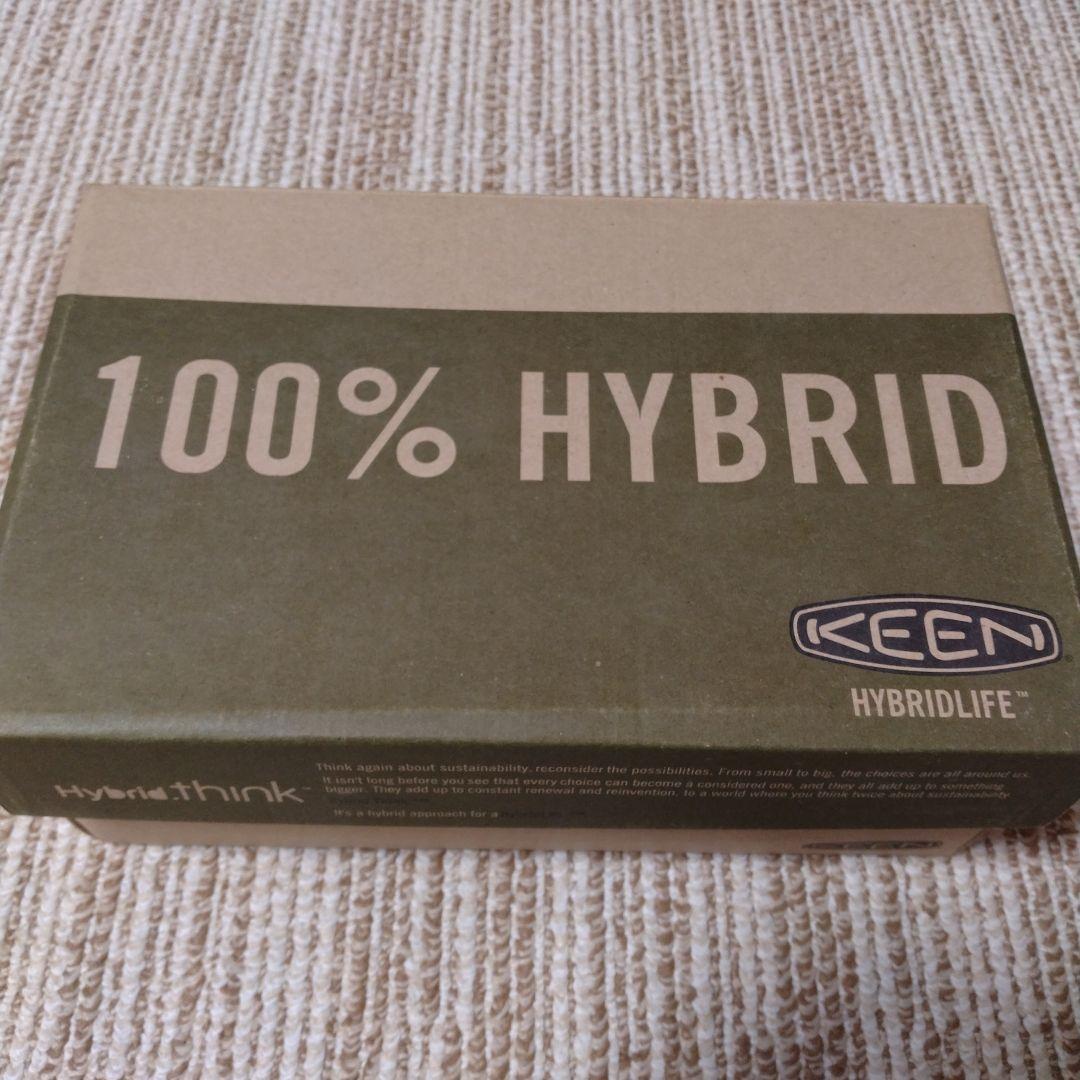 100% HYBRID
KEEN
HYBRIDLIFE™
Hybrid.think™
Think again about sustainability, reconsider the possibilities. From small to big, the choices are all around us.
It isn't long before you see that every choice can become a considered one, and they all add up to something
bigger. They add up to constant renewal and reinvention, to a world where you think twice about sustainability.
It's a hybrid approach for a
KEEN